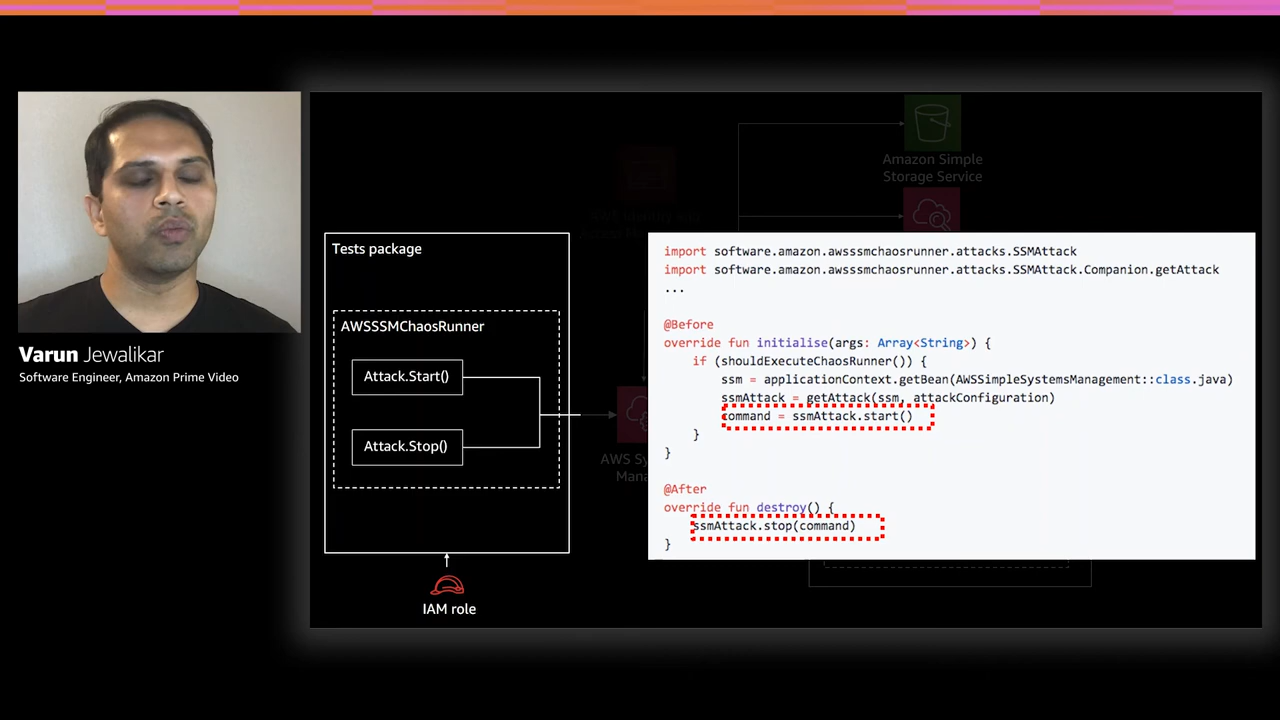 Varun Jewalikar
Software Engineer, Amazon Prime Video
Amazon Simple
Storage Service
Tests package
AWSSSMChaosRunner
Attack.Start()
Attack.Stop()
IAM role
AWS Sy
Mana
import software.amazon.awsssmchaosrunner.attacks.SSMAttack
import software.amazon.awsssmchaosrunner.attacks.SSMAttack.Companion.getAttack
...
@Before
override fun initialise(args: Array<String>) {
if (shouldExecuteChaosRunner()) {
ssm = applicationContext.getBean(AWSSimpleSystemsManagement::class.java)
ssmAttack = getAttack(ssm, attackConfiguration)
command = ssmAttack.start()
}
}
@After
override fun destroy() {
ssmAttack.stop(command)
}